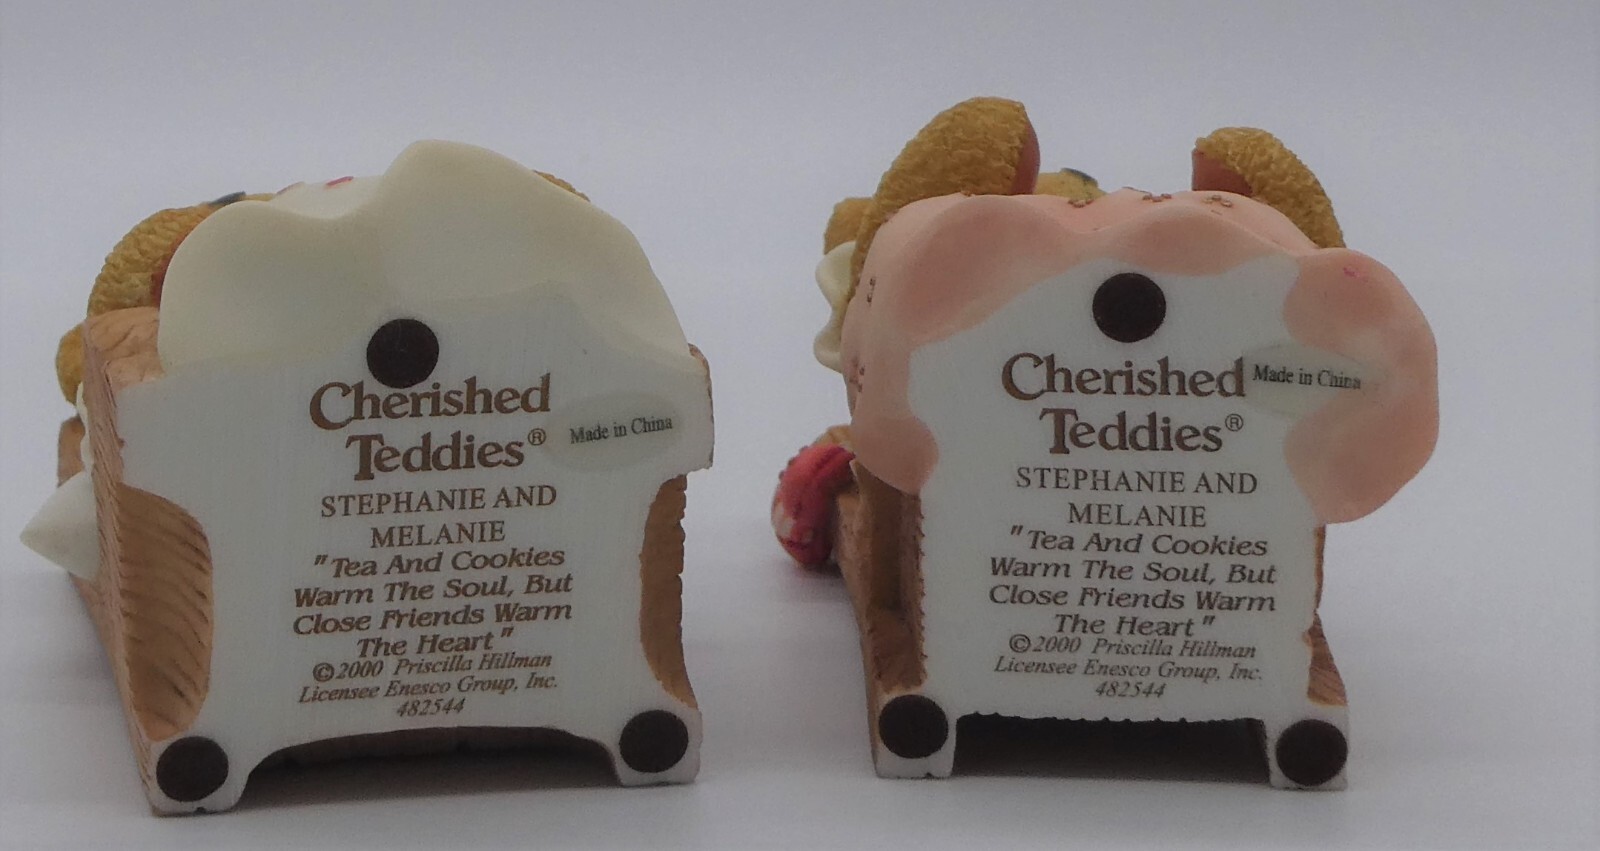 Cherished
Teddies®
Made in China
STEPHANIE AND
MELANIE
"Tea And Cookies
Warm The Soul, But
Close Friends Warm
The Heart"
©2000 Priscilla Hillman
Licensee Enesco Group, Inc.
482544
Cherished
Made in China
Teddies®
STEPHANIE AND
MELANIE
"Tea And Cookies
Warm The Soul, But
Close Friends Warm
The Heart"
©2000 Priscilla Hillman
Licensee Enesco Group, Inc.
482544